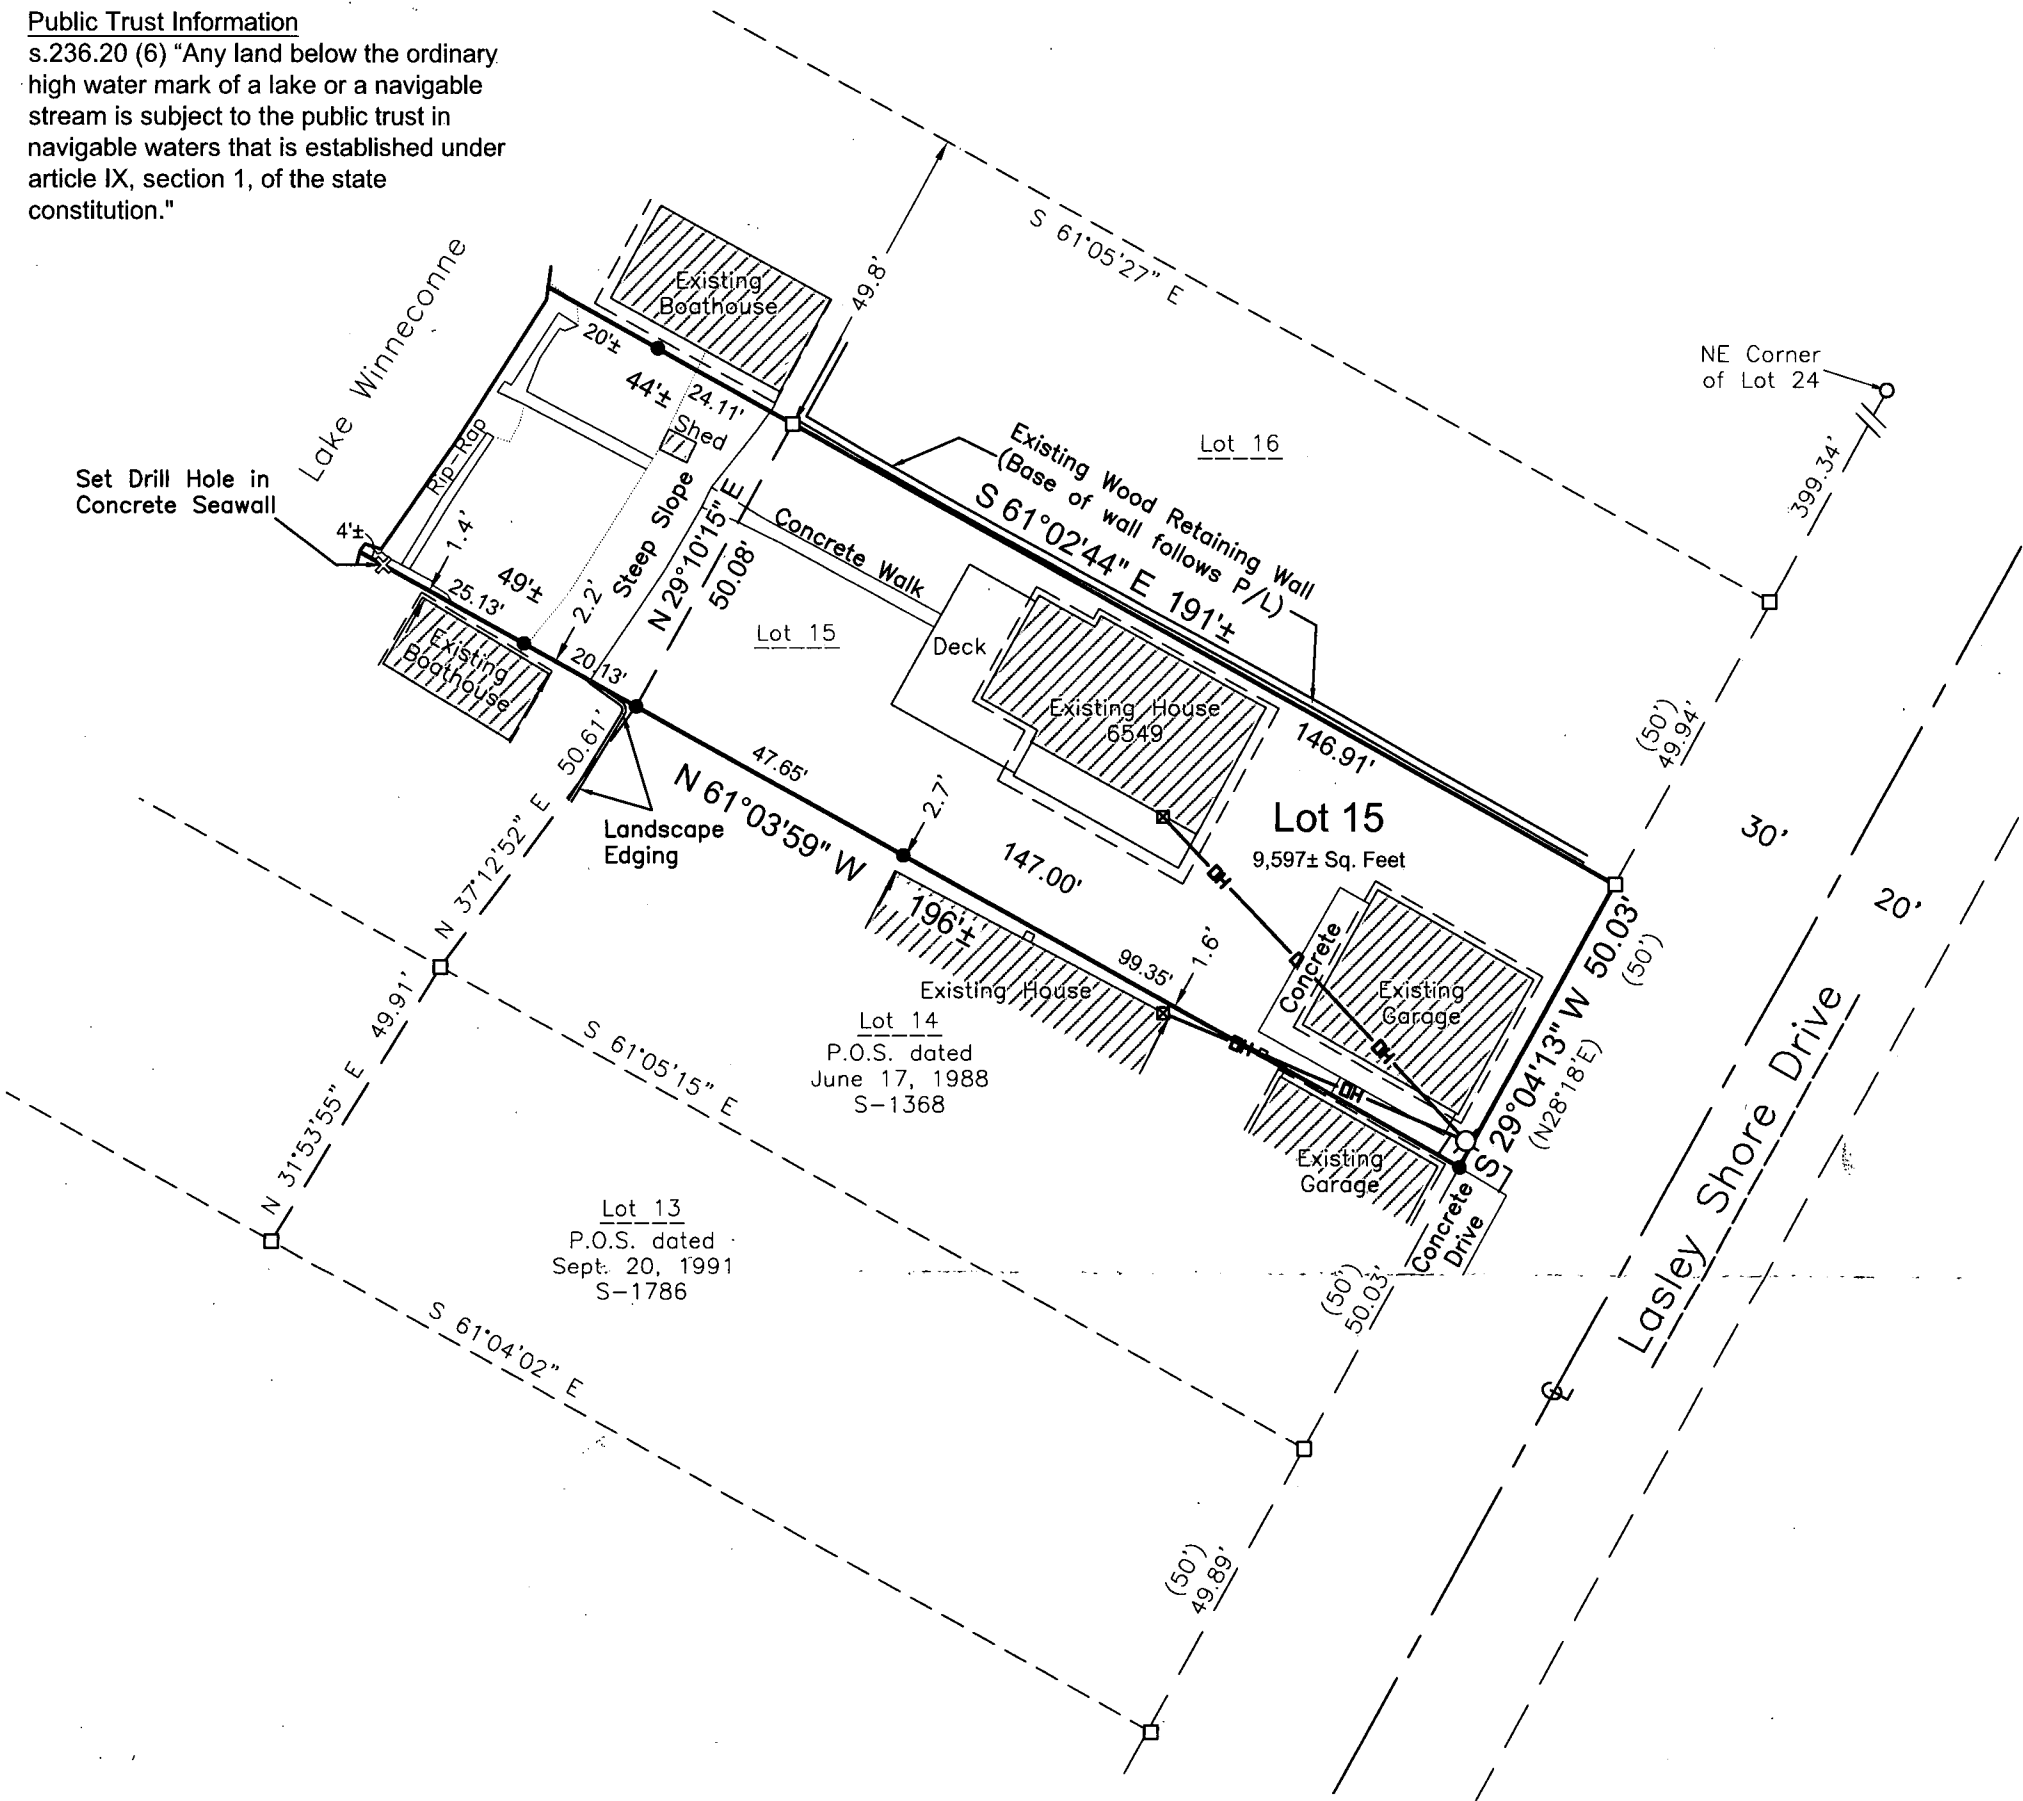 Public Trust Information
s.236.20 (6) “Any land below the ordinary
high water mark of a lake or a navigable
stream is subject to the public trust in
navigable waters that is established under
article IX, section 1, of the state
constitution."
Lake Winneconne
Existing
Boathouse
49.8'
S 61°05'27" E
NE Corner
of Lot 24
399.34'
20'±
44'±
24.11'
Shed
Rip-Rap
Set Drill Hole in
Concrete Seawall
4'±
1.4'
49'±
25.13'
2.2'
Steep Slope
N 29°10'15" E
50.08'
20.13'
Existing
Boathouse
Concrete Walk
Existing Wood Retaining Wall
(Base of wall follows P/L)
Lot 16
S 61°02'44" E 191'±
Lot 15
Deck
Existing House
6549
146.91'
(50')
49.94'
50.61'
Landscape
Edging
47.65'
N 61°03'59" W
2.7'
147.00'
196'±
Lot 15
9,597± Sq. Feet
OH
30'
20'
N 37°12'52" E
49.91'
N 31°53'55" E
S 61°05'15" E
Existing House
99.35'
1.6'
Concrete
Existing
Garage
OH
OH
OH
S 29°04'13" W 50.03'
(N28°18'E)
(50')
Lot 14
P.O.S. dated
June 17, 1988
S-1368
Existing
Garage
Concrete
Drive
Lasley Shore Drive
Lot 13
P.O.S. dated
Sept. 20, 1991
S-1786
(50')
50.03'
S 61°04'02" E
(50')
49.89'